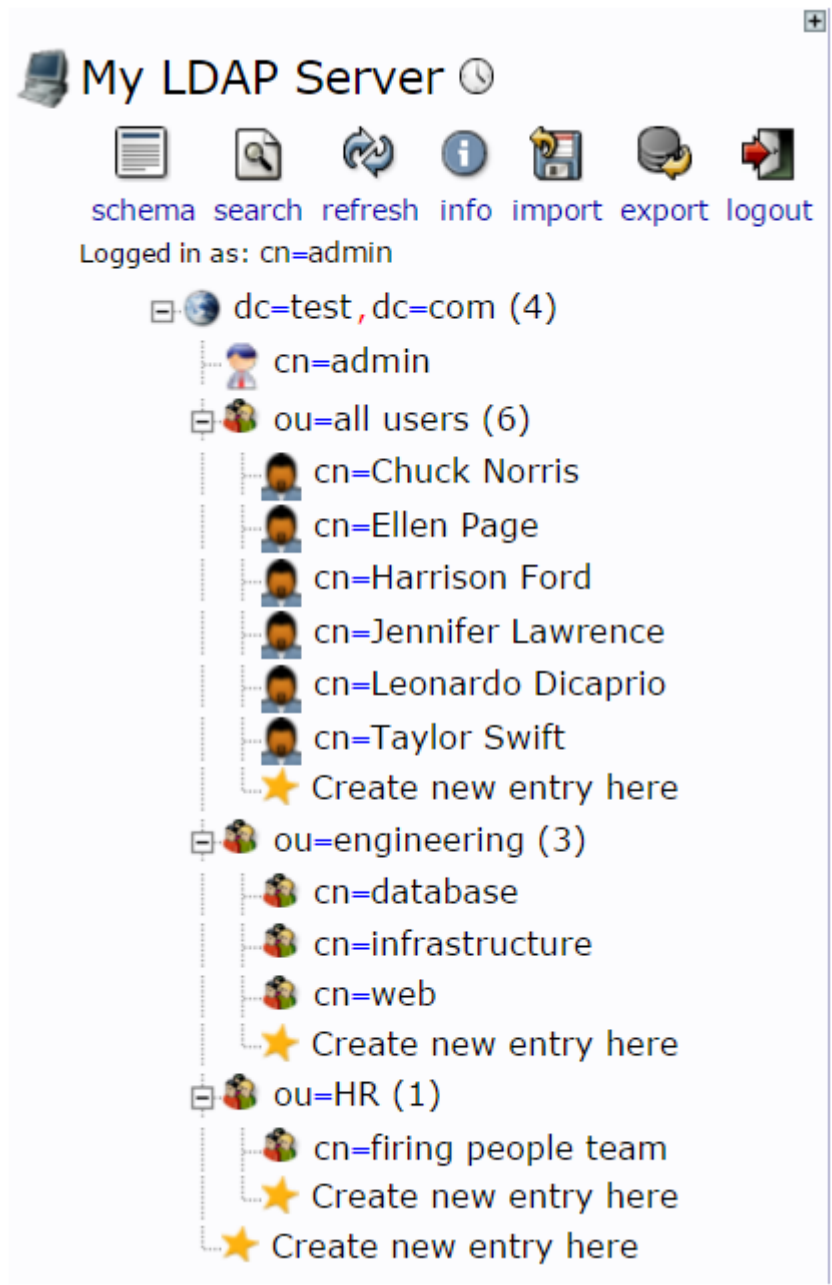 My LDAP Server
schema search refresh info import export logout
Logged in as: cn=admin
dc=test,dc=com (4)
cn=admin
ou=all users (6)
cn=Chuck Norris
cn=Ellen Page
cn=Harrison Ford
cn=Jennifer Lawrence
cn=Leonardo Dicaprio
cn=Taylor Swift
Create new entry here
ou=engineering (3)
cn=database
cn=infrastructure
cn=web
Create new entry here
ou=HR (1)
cn=firing people team
Create new entry here
Create new entry here